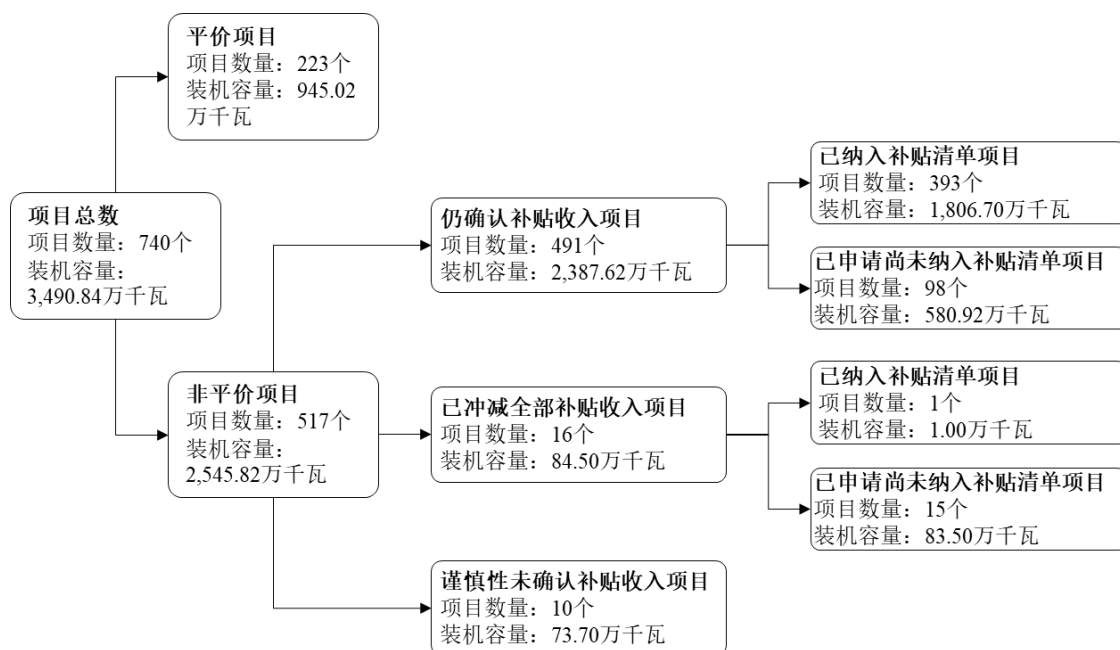 平价项目
项目数量：223个
装机容量：945.02
万千瓦
项目总数
项目数量：740个
装机容量：
3,490.84万千瓦
非平价项目
项目数量：517个
装机容量：
2,545.82万千瓦
仍确认补贴收入项目
项目数量：491个
装机容量：2,387.62万千瓦
已冲减全部补贴收入项目
项目数量：16个
装机容量：84.50万千瓦
谨慎性未确认补贴收入项目
项目数量：10个
装机容量：73.70万千瓦
已纳入补贴清单项目
项目数量：393个
装机容量：1,806.70万千瓦
已申请尚未纳入补贴清单项目
项目数量：98个
装机容量：580.92万千瓦
已纳入补贴清单项目
项目数量：1个
装机容量：1.00万千瓦
已申请尚未纳入补贴清单项目
项目数量：15个
装机容量：83.50万千瓦